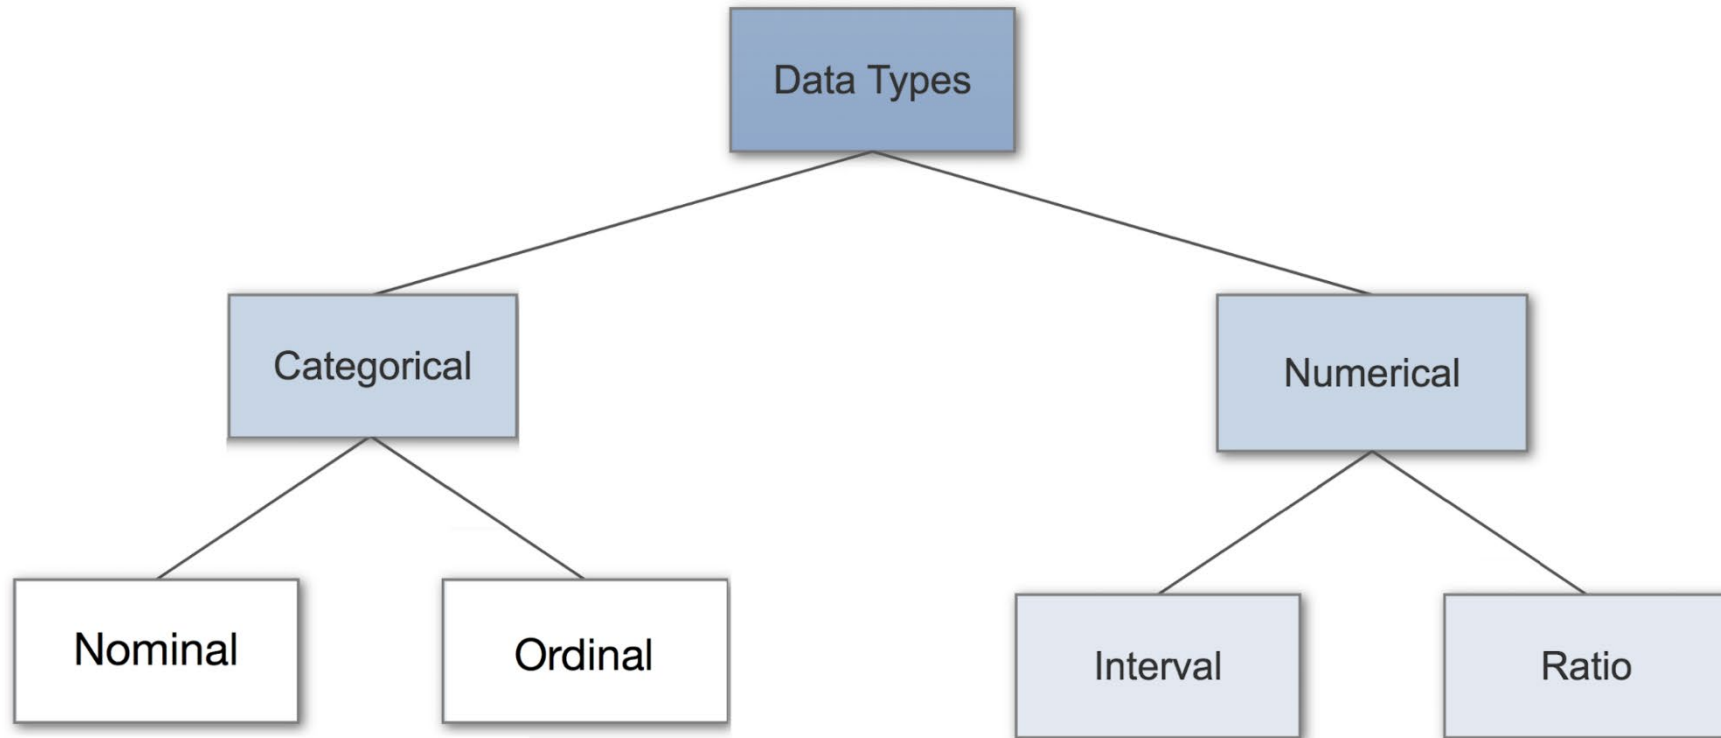 Data Types
Categorical
Numerical
Nominal
Ordinal
Interval
Ratio